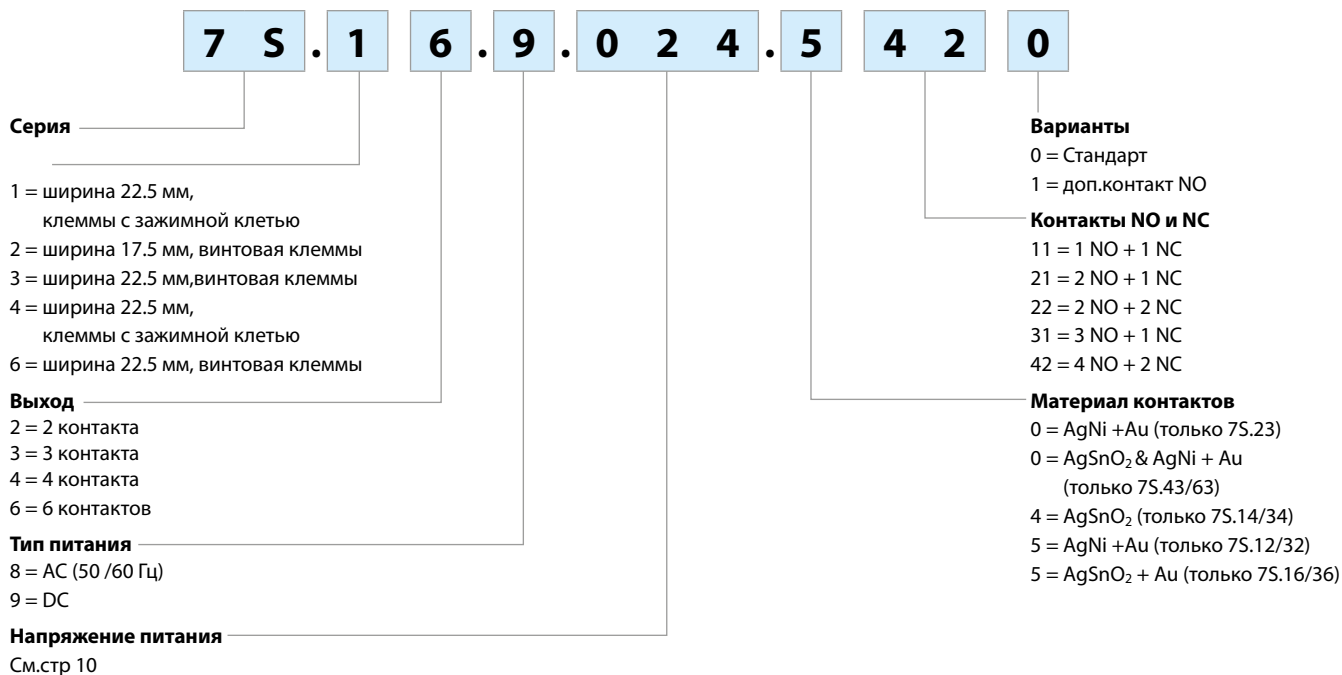 7 S . 1 6 . 9 . 0 2 4 . 5 4 2 0
Серия
1 = ширина 22.5 мм,
клеммы с зажимной клетью
2 = ширина 17.5 мм, винтовая клеммы
3 = ширина 22.5 мм,винтовая клеммы
4 = ширина 22.5 мм,
клеммы с зажимной клетью
6 = ширина 22.5 мм, винтовая клеммы
Выход
2 = 2 контакта
3 = 3 контакта
4 = 4 контакта
6 = 6 контактов
Тип питания
8 = AC (50 /60 Гц)
9 = DC
Напряжение питания
См.стр 10
Варианты
0 = Стандарт
1 = доп.контакт NO
Контакты NO и NC
11 = 1 NO + 1 NC
21 = 2 NO + 1 NC
22 = 2 NO + 2 NC
31 = 3 NO + 1 NC
42 = 4 NO + 2 NC
Материал контактов
0 = AgNi +Au (только 7S.23)
0 = AgSnO₂ & AgNi + Au
(только 7S.43/63)
4 = AgSnO₂ (только 7S.14/34)
5 = AgNi +Au (только 7S.12/32)
5 = AgSnO₂ + Au (только 7S.16/36)